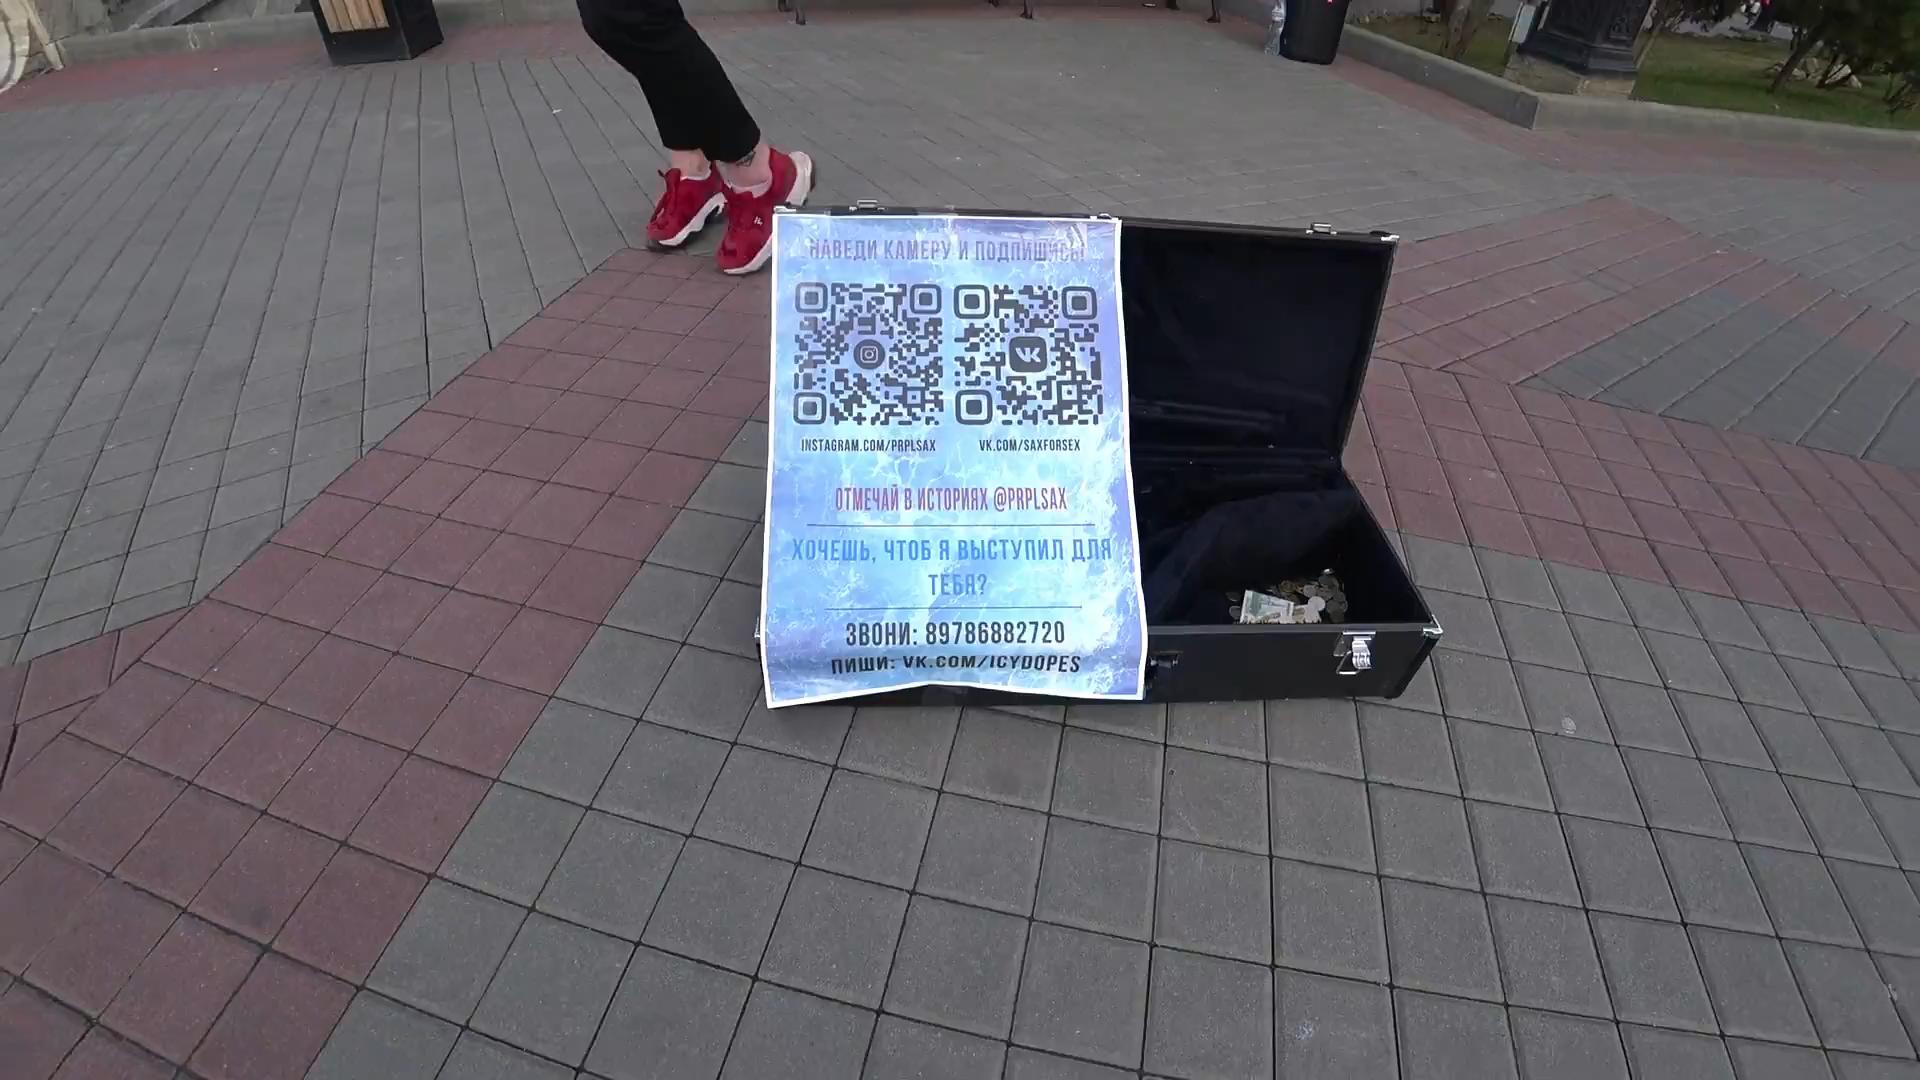 НАВЕДИ КАМЕРУ И ПОДПИШИСЬ!
INSTAGRAM.COM/PRPLSAX
VK.COM/SAXFORSEX
ОТМЕЧАЙ В ИСТОРИЯХ @PRPLSAX
ХОЧЕШЬ, ЧТОБ Я ВЫСТУПИЛ ДЛЯ
ТЕБЯ?
ЗВОНИ: 89786882720
ПИШИ: VK.COM/ICYDOPES